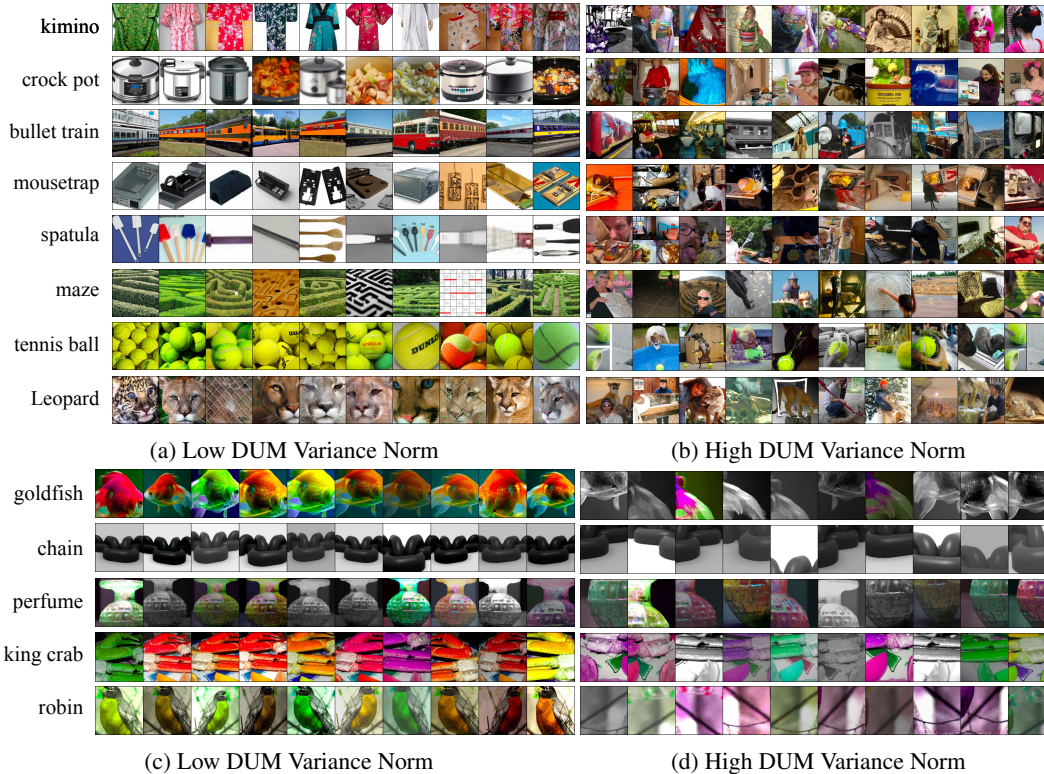 kimino
crock pot
bullet train
mousetrap
spatula
maze
tennis ball
DUNLOP
Leopard
(a) Low DUM Variance Norm
(b) High DUM Variance Norm
goldfish
chain
perfume
king crab
robin
(c) Low DUM Variance Norm
(d) High DUM Variance Norm